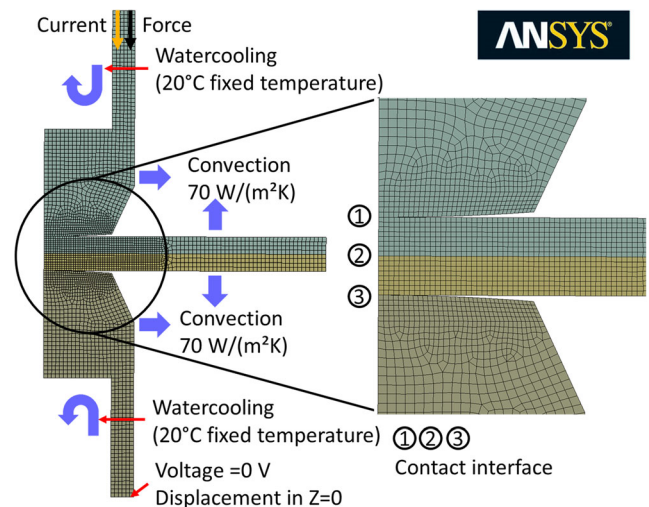 Current Force
ANSYS®
Watercooling
(20°C fixed temperature)
Convection
70 W/(m²K)
①
②
③
Convection
70 W/(m²K)
Watercooling
(20°C fixed temperature)
①②③
Contact interface
Voltage =0 V
Displacement in Z=0